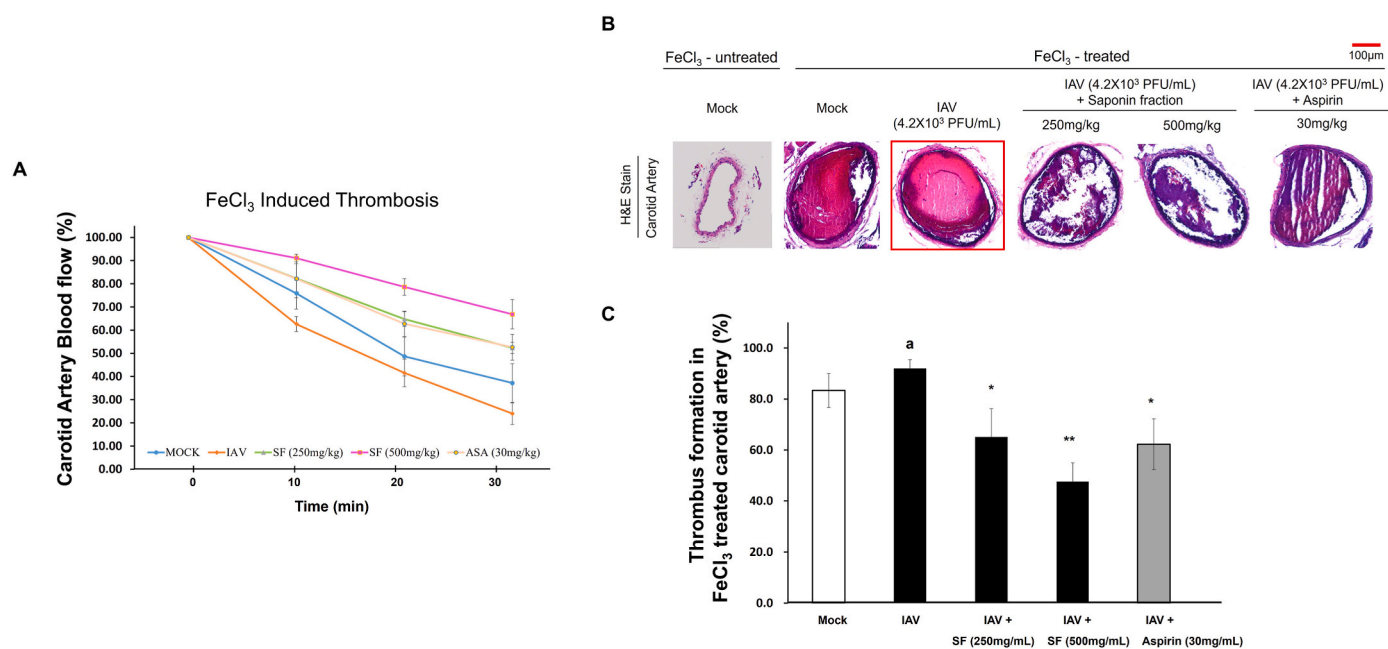 A
FeCl₃ Induced Thrombosis
Carotid Artery Blood flow (%)
100.00
90.00
80.00
70.00
60.00
50.00
40.00
30.00
20.00
10.00
0.00
MOCK IAV SF (250mg/kg) SF (500mg/kg) ASA (30mg/kg)
0 10 20 30
Time (min)
B
FeCl₃ - untreated FeCl₃ - treated 100μm
Mock Mock IAV
(4.2X10³ PFU/mL)
IAV (4.2X10³ PFU/mL)
+ Saponin fraction
250mg/kg 500mg/kg
IAV (4.2X10³ PFU/mL)
+ Aspirin
30mg/kg
H&E Stain
Carotid Artery
C
Thrombus formation in
FeCl₃ treated carotid artery (%)
100.0
80.0
60.0
40.0
20.0
0.0
a
*
**
*
Mock IAV IAV + IAV + IAV +
SF (250mg/mL) SF (500mg/mL) Aspirin (30mg/mL)